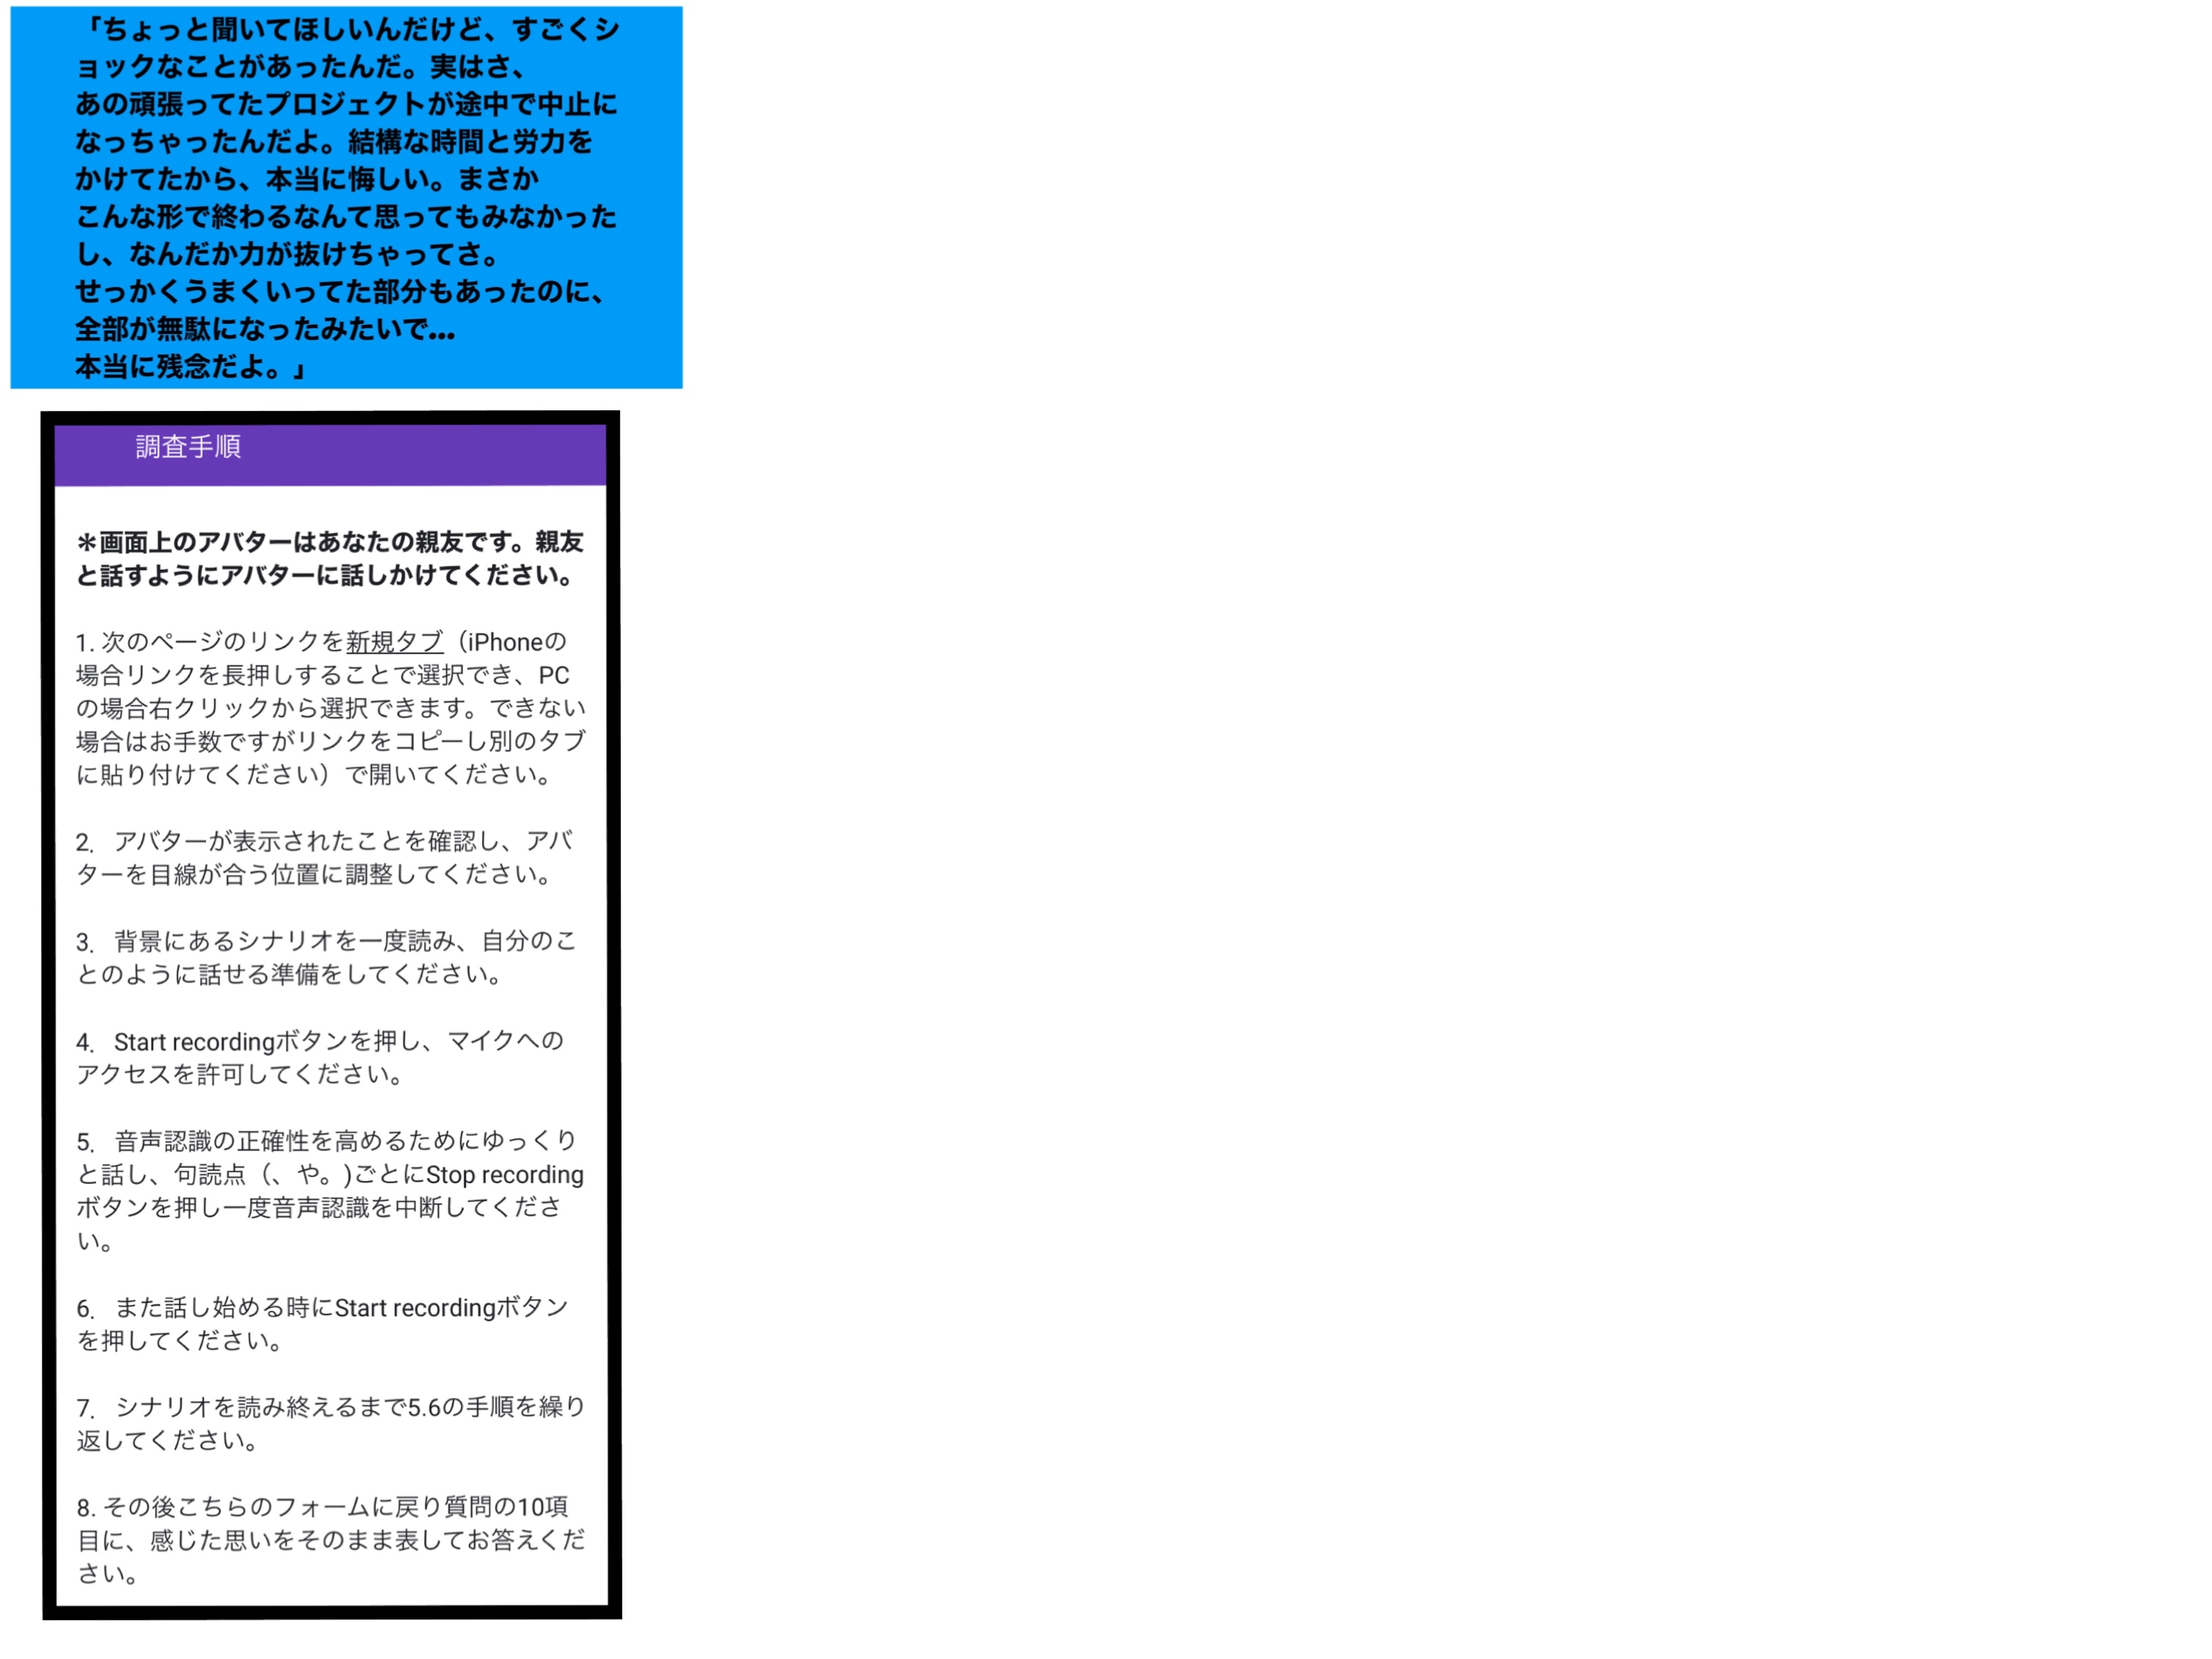 「ちょっと聞いてほしいんだけど、すごくシ
ョックなことがあったんだ。実はさ、
あの頑張ってたプロジェクトが途中で中止に
なっちゃったんだよ。結構な時間と労力を
かけてたから、本当に悔しい。まさか
こんな形で終わるなんて思ってもみなかった
し、なんだか力が抜けちゃってさ。
せっかくうまくいってた部分もあったのに、
全部が無駄になったみたいで...
本当に残念だよ。」
調査手順
＊画面上のアバターはあなたの親友です。親友
と話すようにアバターに話しかけてください。
1. 次のページのリンクを新規タブ（iPhoneの
場合リンクを長押しすることで選択でき、PC
の場合右クリックから選択できます。できない
場合はお手数ですがリンクをコピーし別のタブ
に貼り付けてください）で開いてください。
2． アバターが表示されたことを確認し、アバ
ターを目線が合う位置に調整してください。
3． 背景にあるシナリオを一度読み、自分のこ
とのように話せる準備をしてください。
4． Start recordingボタンを押し、マイクへの
アクセスを許可してください。
5． 音声認識の正確性を高めるためにゆっくり
と話し、句読点（、や。)ごとにStop recording
ボタンを押し一度音声認識を中断してくださ
い。
6． また話し始める時にStart recordingボタン
を押してください。
7． シナリオを読み終えるまで5.6の手順を繰り
返してください。
8. その後こちらのフォームに戻り質問の10項
目に、感じた思いをそのまま表してお答えくだ
さい。